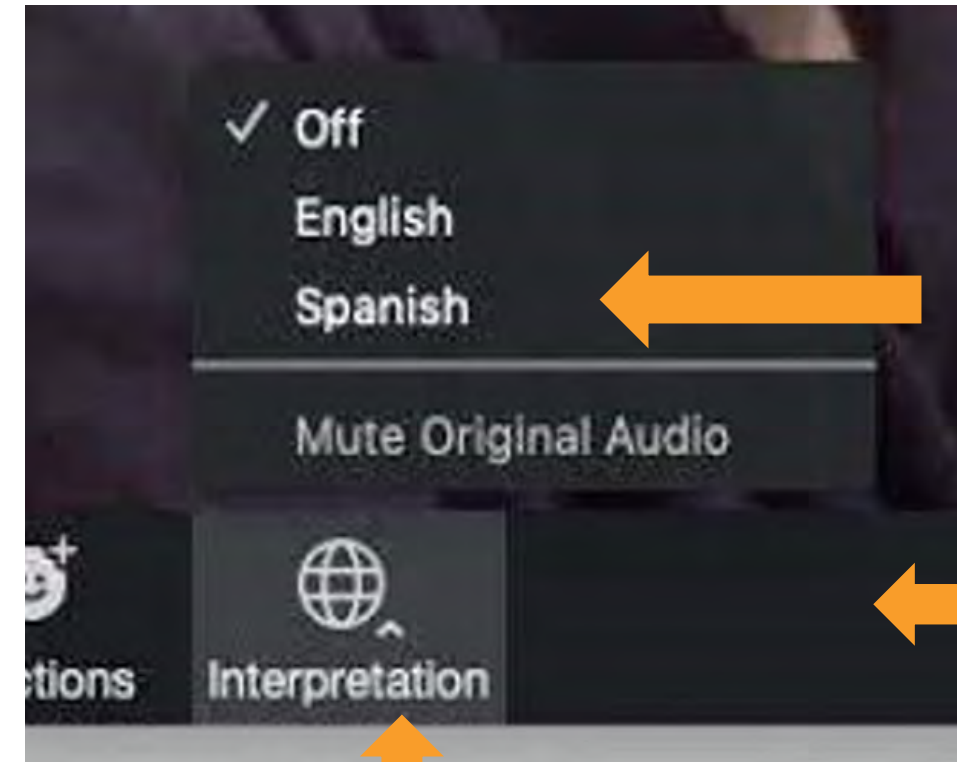 Off
English
Spanish
Mute Original Audio
ctions
Interpretation